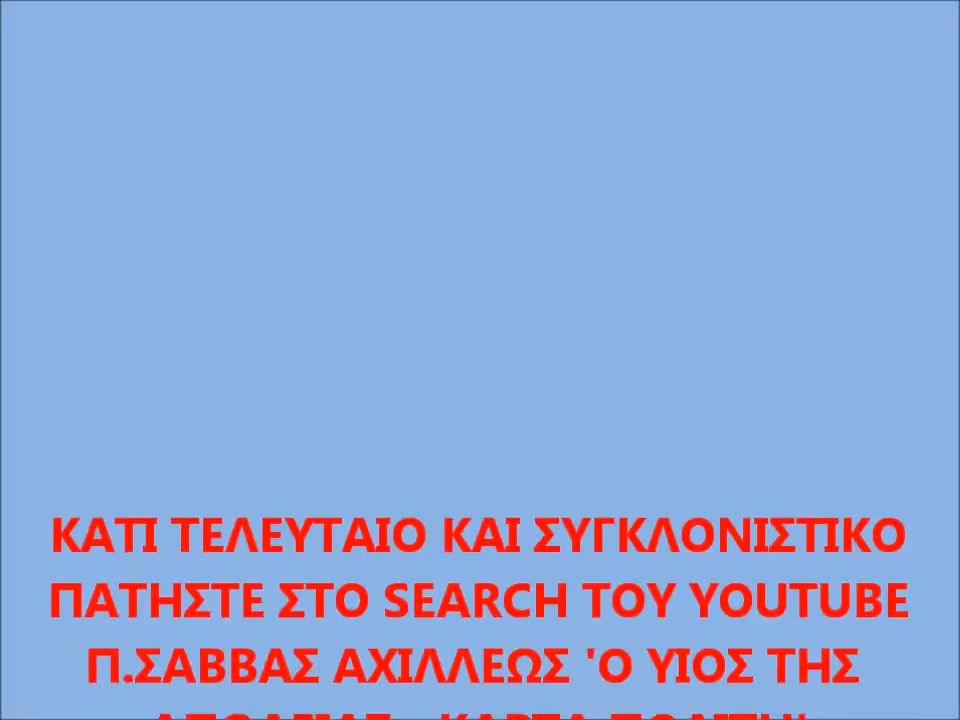 ΚΑΤΙ ΤΕΛΕΥΤΑΙΟ ΚΑΙ ΣΥΓΚΛΟΝΙΣΤΙΚΟ
ΠΑΤΗΣΤΕ ΣΤΟ SEARCH ΤΟΥ YOUTUBE
Π.ΣΑΒΒΑΣ ΑΧΙΛΛΕΩΣ 'Ο ΥΙΟΣ ΤΗΣ